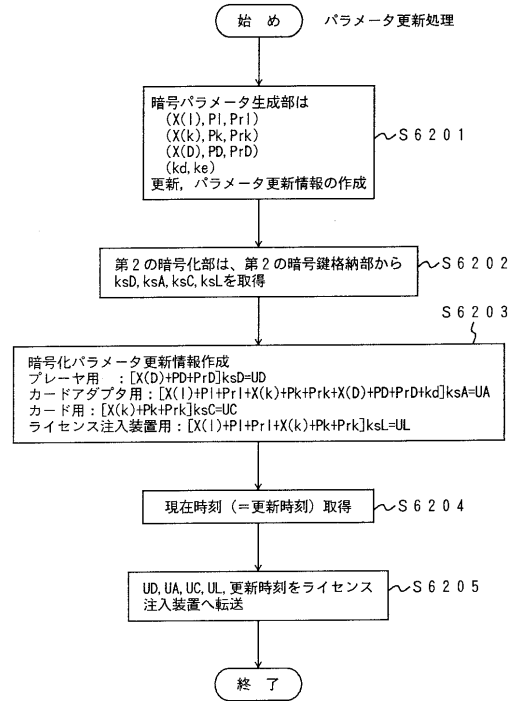 始 め
パラメータ更新処理
暗号パラメータ生成部は
(X(l),Pl,Prl)
(X(k),Pk,Prk)
(X(D),PD,PrD)
(kd,ke)
更新,パラメータ更新情報の作成
S6201
第2の暗号化部は、第2の暗号鍵格納部から
ksD,ksA,ksC,ksLを取得
S6202
S6203
暗号化パラメータ更新情報作成
プレーヤ用 :[X(D)+PD+PrD]ksD=UD
カードアダプタ用:[X(l)+Pl+Prl+X(k)+Pk+Prk+X(D)+PD+PrD+kd]ksA=UA
カード用:[X(k)+Pk+Prk]ksC=UC
ライセンス注入装置用:[X(l)+Pl+Prl+X(k)+Pk+Prk]ksL=UL
現在時刻(=更新時刻)取得
S6204
UD,UA,UC,UL,更新時刻をライセンス
注入装置へ転送
S6205
終 了